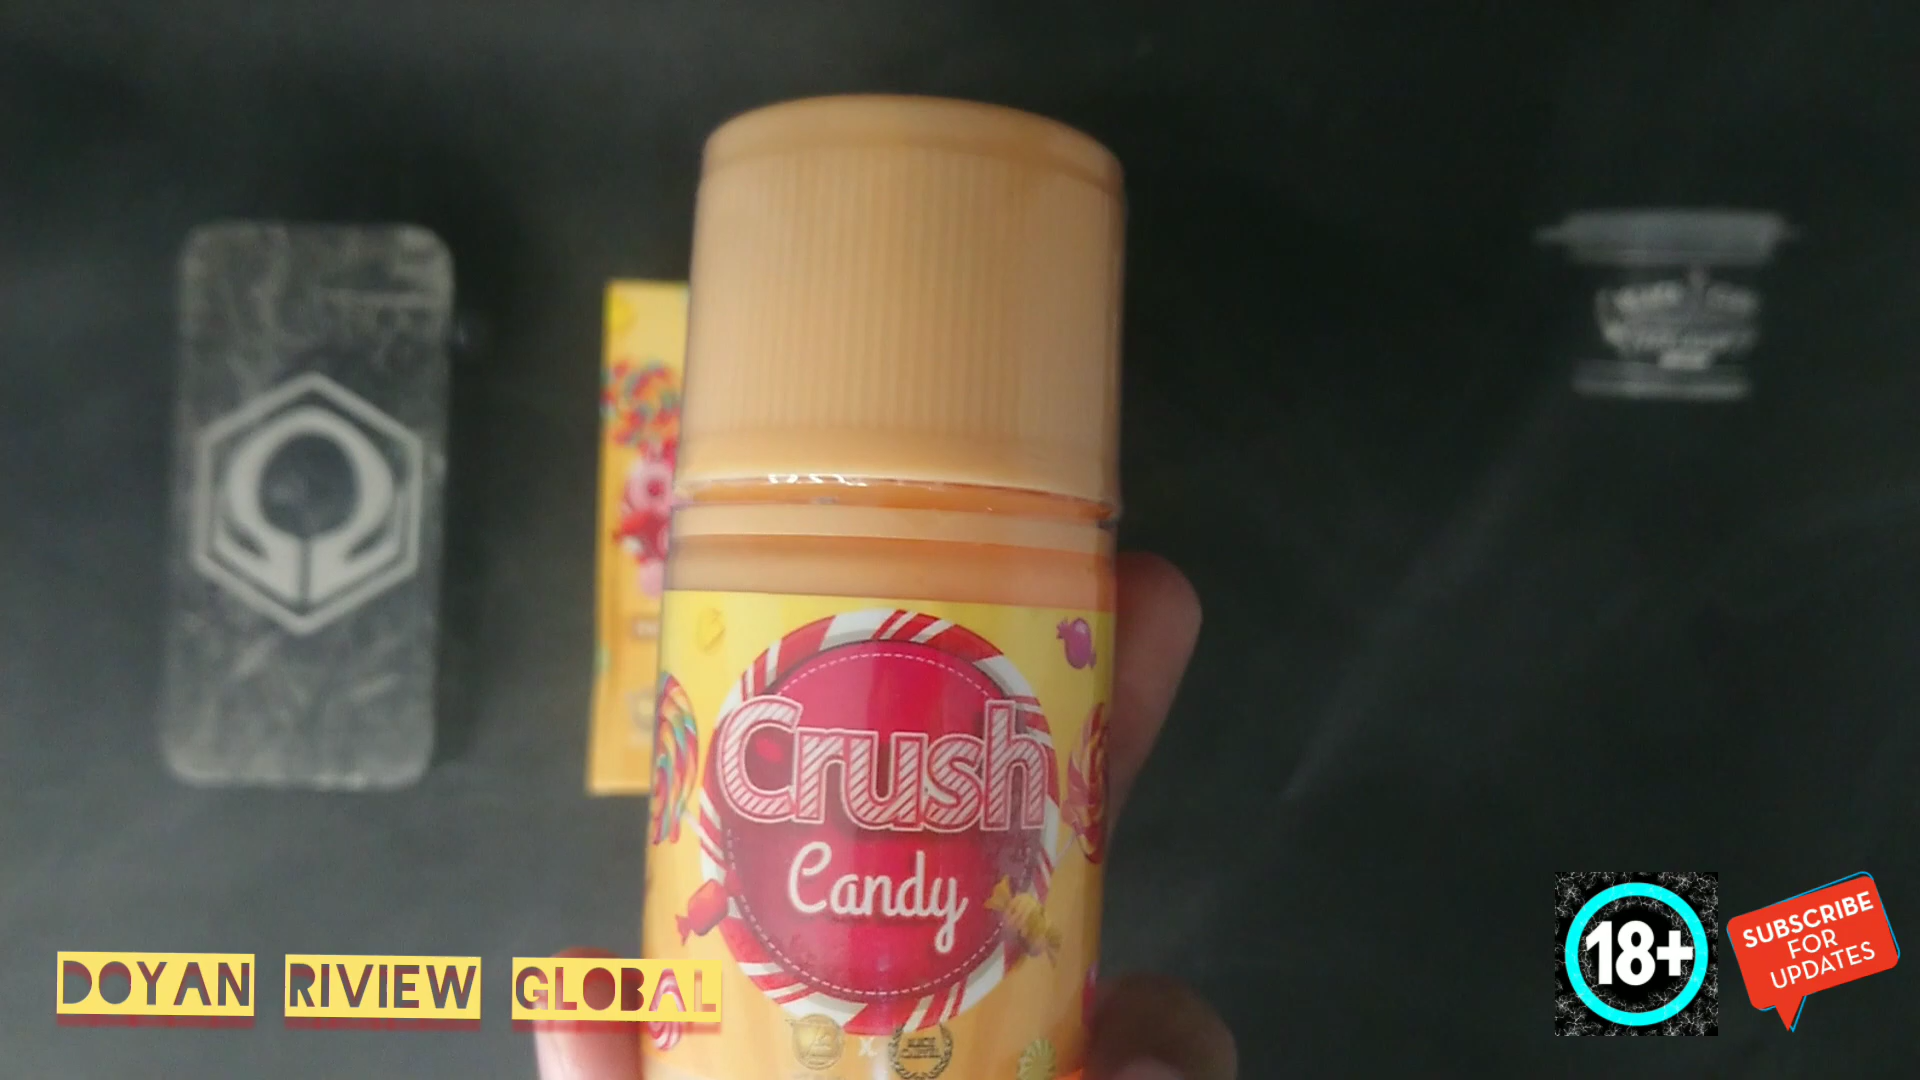 Crush
Candy
DOYAN RIVIEW GLOBAL
18+
SUBSCRIBE
FOR
UPDATES